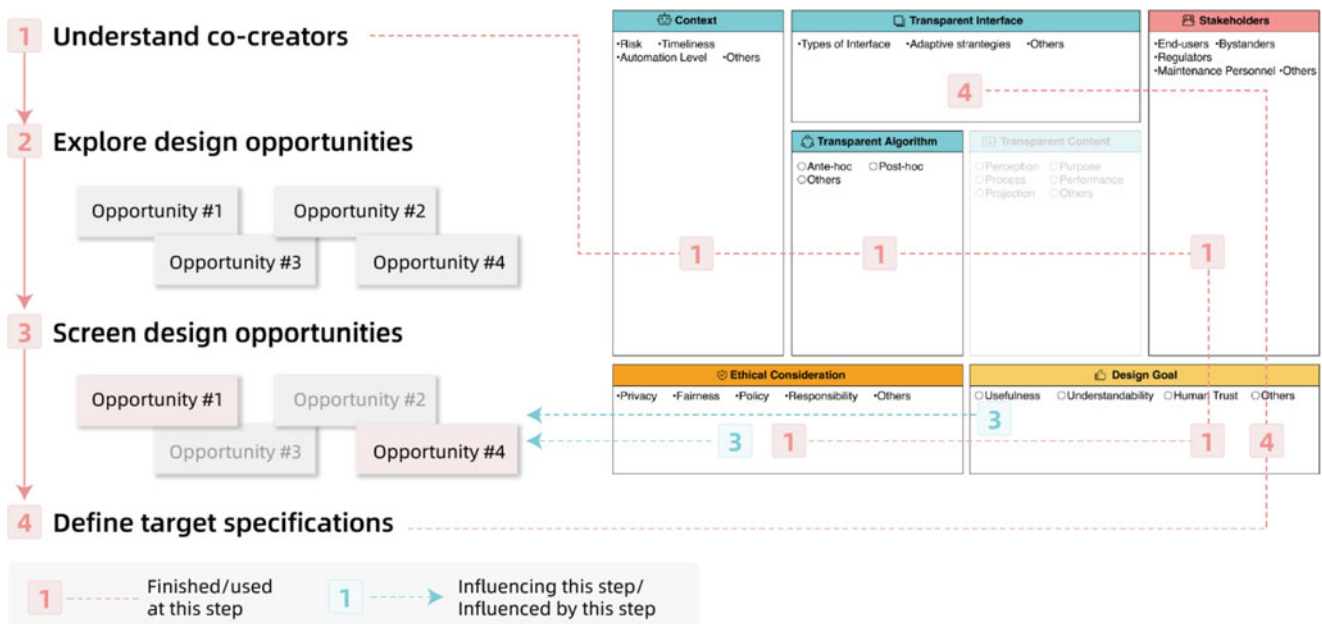 1 Understand co-creators
2 Explore design opportunities
Opportunity #1
Opportunity #2
Opportunity #3
Opportunity #4
3 Screen design opportunities
Opportunity #1
Opportunity #2
Opportunity #3
Opportunity #4
4 Define target specifications
Context
•Risk •Timeliness
•Automation Level •Others
1
Transparent Interface
•Types of Interface •Adaptive strantegies •Others
4
Stakeholders
•End-users •Bystanders
•Regulators
•Maintenance Personnel •Others
1
Transparent Algorithm
Ante-hoc Post-hoc
Others
1
Transparent Content
Perception Purpose
Process Performance
Projection Others
Ethical Consideration
•Privacy •Fairness •Policy •Responsibility •Others
3 1
Design Goal
Usefulness Understandability Human Trust Others
3
1 4
1 Finished/used
at this step
1 Influencing this step/
Influenced by this step